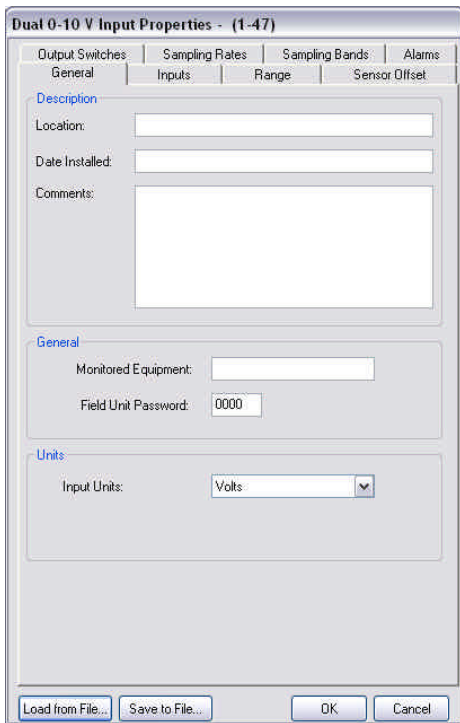 Dual 0-10 V Input Properties - (1-47)
Output Switches Sampling Rates Sampling Bands Alarms
General Inputs Range Sensor Offset
Description
Location:
Date Installed:
Comments:
General
Monitored Equipment:
Field Unit Password: 0000
Units
Input Units: Volts
Load from File... Save to File... OK Cancel